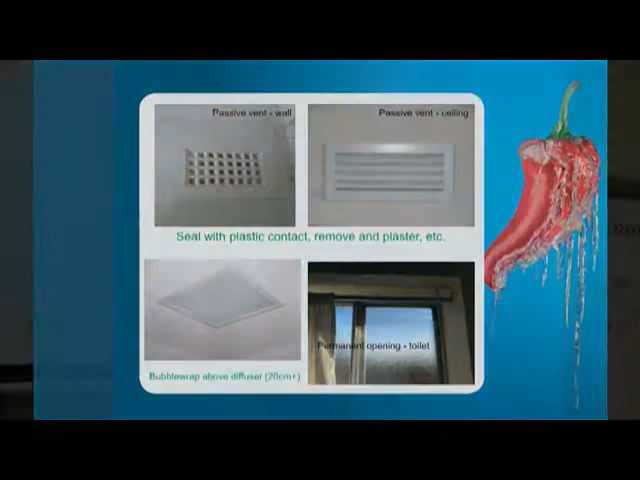 Passive vent - wall
Passive vent - ceiling
Seal with plastic contact, remove and plaster, etc.
Permanent opening - toilet
Bubblewrap above diffuser (20cm+)